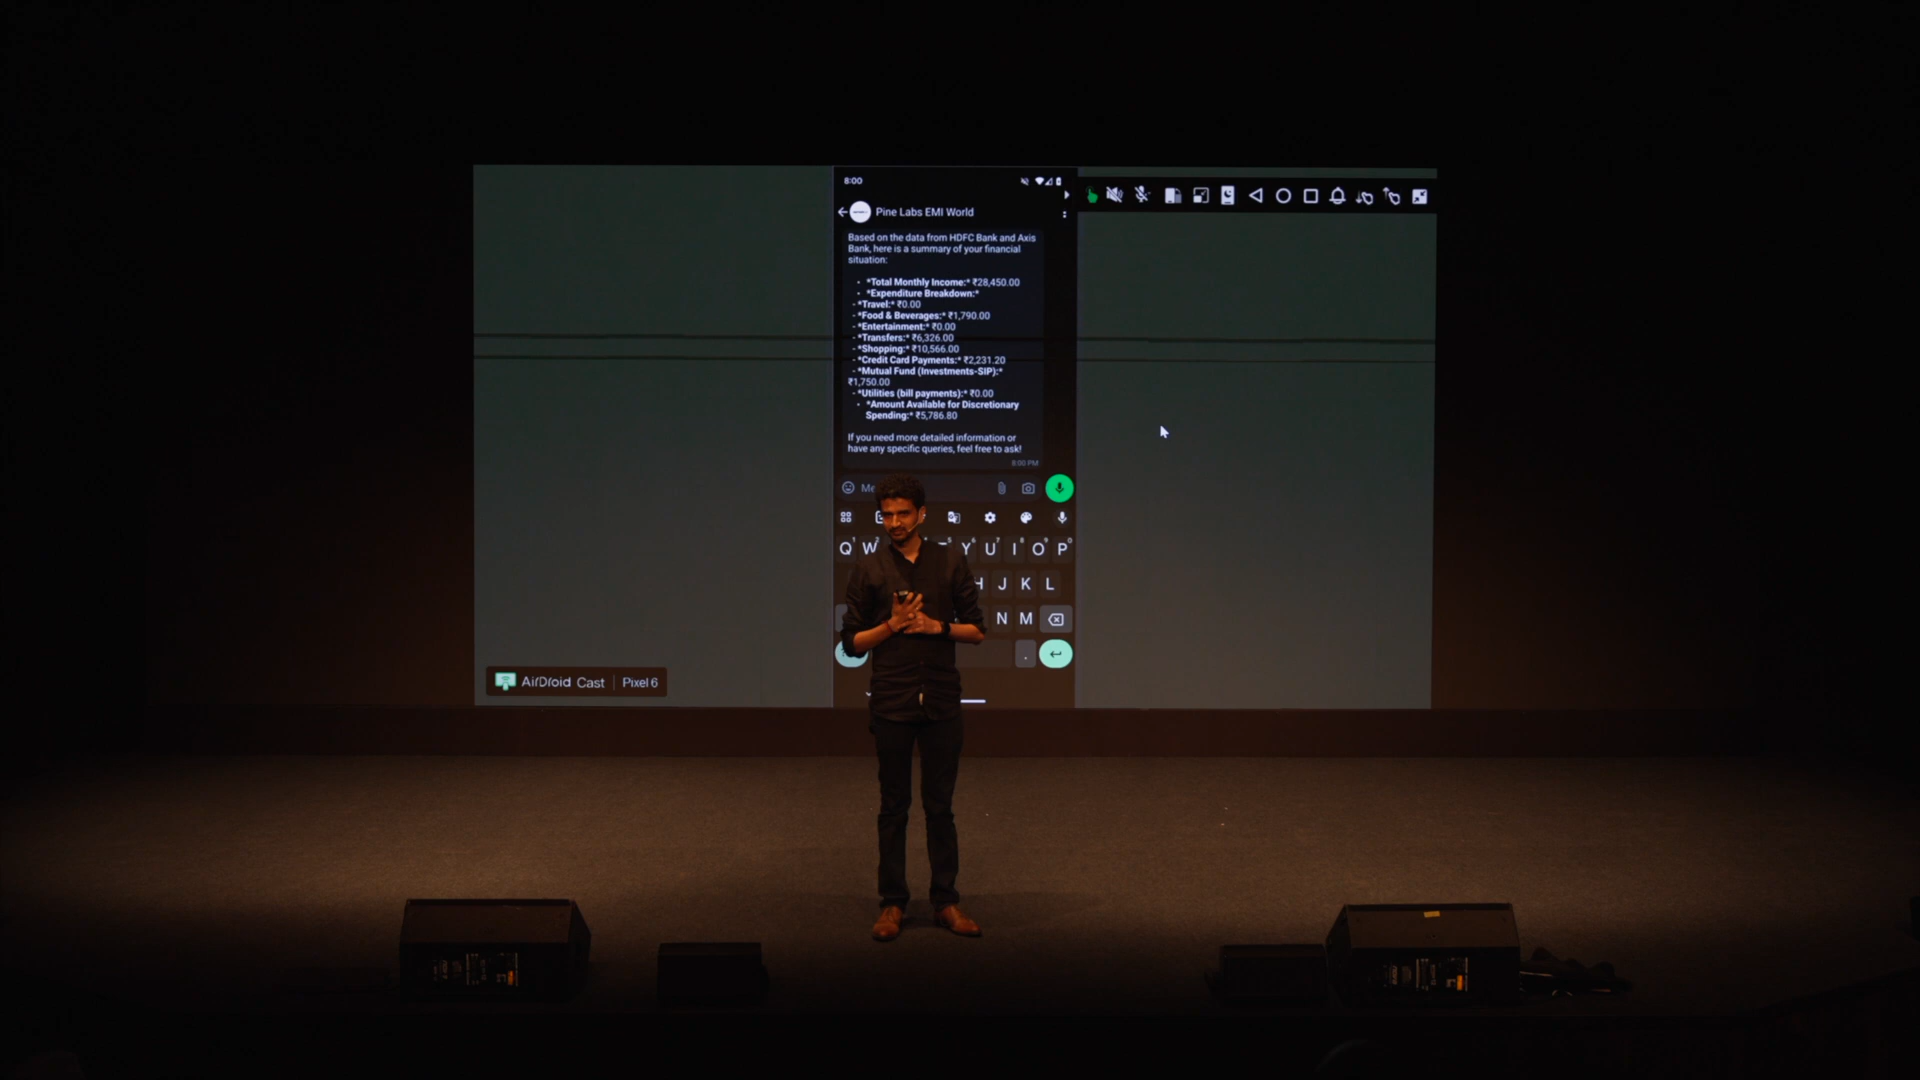 8:00
Pine Labs EMI World
Based on the data from HDFC Bank and Axis
Bank, here is a summary of your financial
situation:
• *Total Monthly Income:* ₹28,450.00
• *Expenditure Breakdown:*
- *Travel:* ₹0.00
- *Food & Beverages:* ₹1,790.00
- *Entertainment:* ₹0.00
- *Transfers:* ₹6,326.00
- *Shopping:* ₹10,566.00
- *Credit Card Payments:* ₹2,231.20
- *Mutual Fund (Investments-SIP):*
₹1,750.00
- *Utilities (bill payments):* ₹0.00
• *Amount Available for Discretionary
Spending:* ₹5,786.80
If you need more detailed information or
have any specific queries, feel free to ask!
8:00 PM
Me
Q W Y U I O P
H J K L
N M
.
AirDroid Cast | Pixel 6